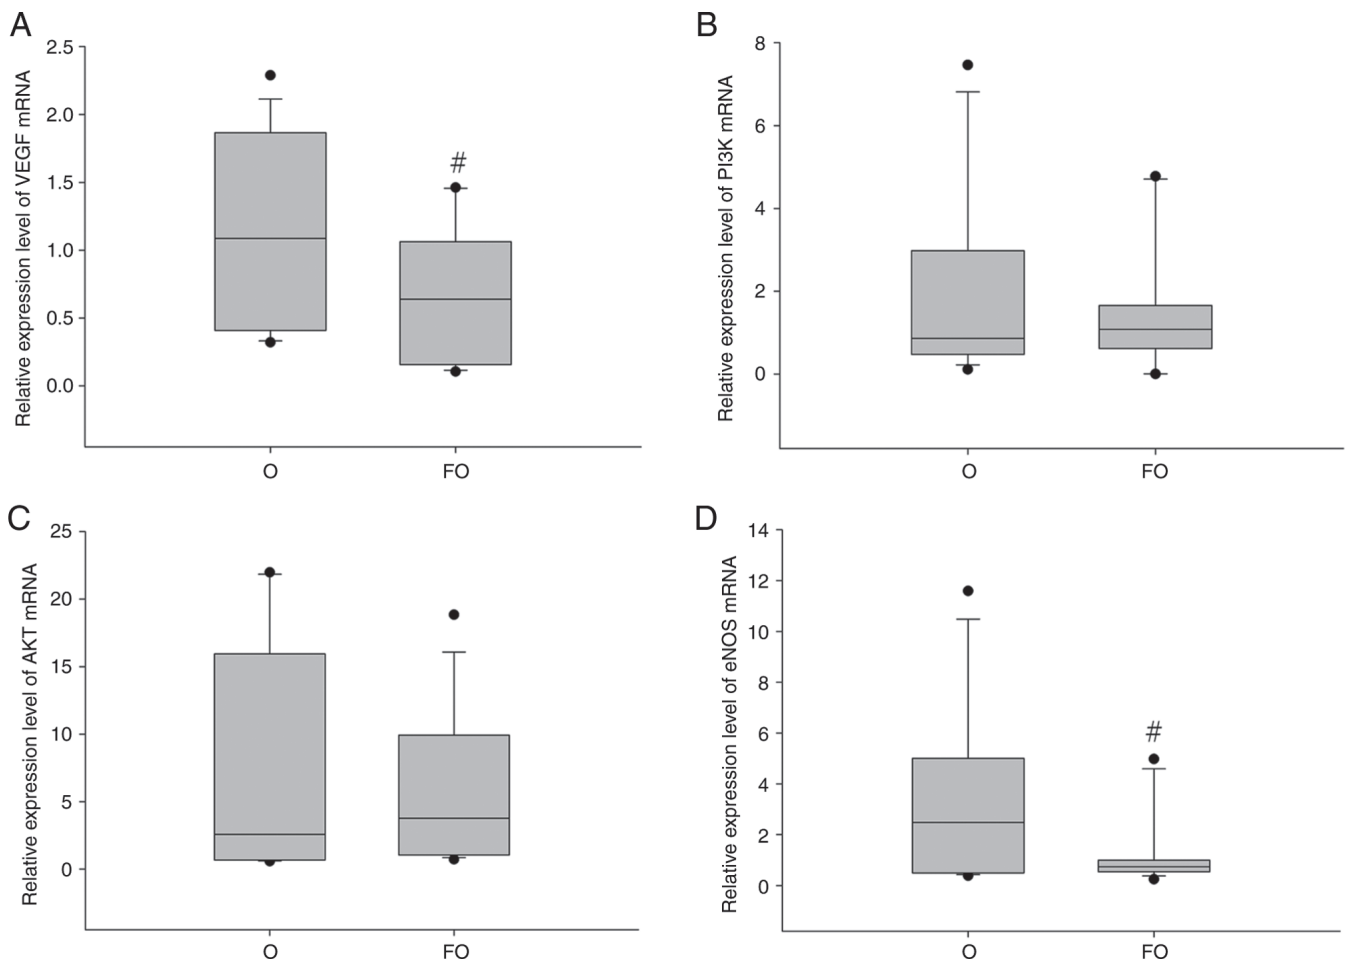 A
Relative expression level of VEGF mRNA
2.5
2.0
1.5
1.0
0.5
0.0
#
O FO
B
Relative expression level of PI3K mRNA
8
6
4
2
0
O FO
C
Relative expression level of AKT mRNA
25
20
15
10
5
0
O FO
D
Relative expression level of eNOS mRNA
14
12
10
8
6
4
2
0
#
O FO